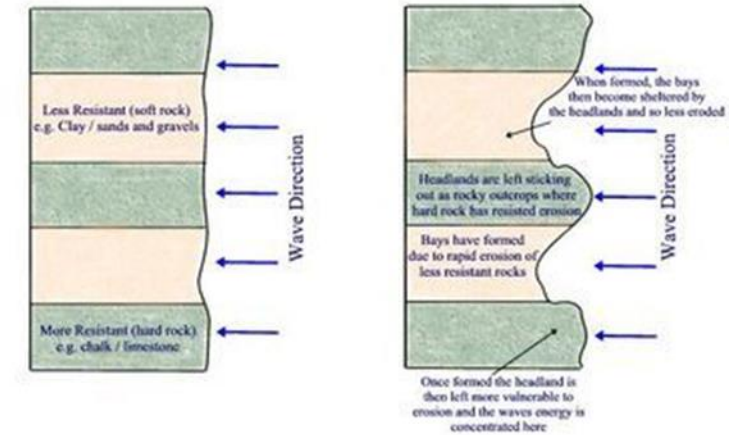 Less Resistant (soft rock)
e.g. Clay / sands and gravels
More Resistant (hard rock)
e.g. chalk / limestone
Wave Direction
When formed, the bays
then become sheltered by
the headlands and so less eroded
Headlands are left sticking
out as rocky outcrops where
hard rock has resisted erosion
Bays have formed
due to rapid erosion of
less resistant rocks
Wave Direction
Once formed the headland is
then left more vulnerable to
erosion and the waves energy is
concentrated here